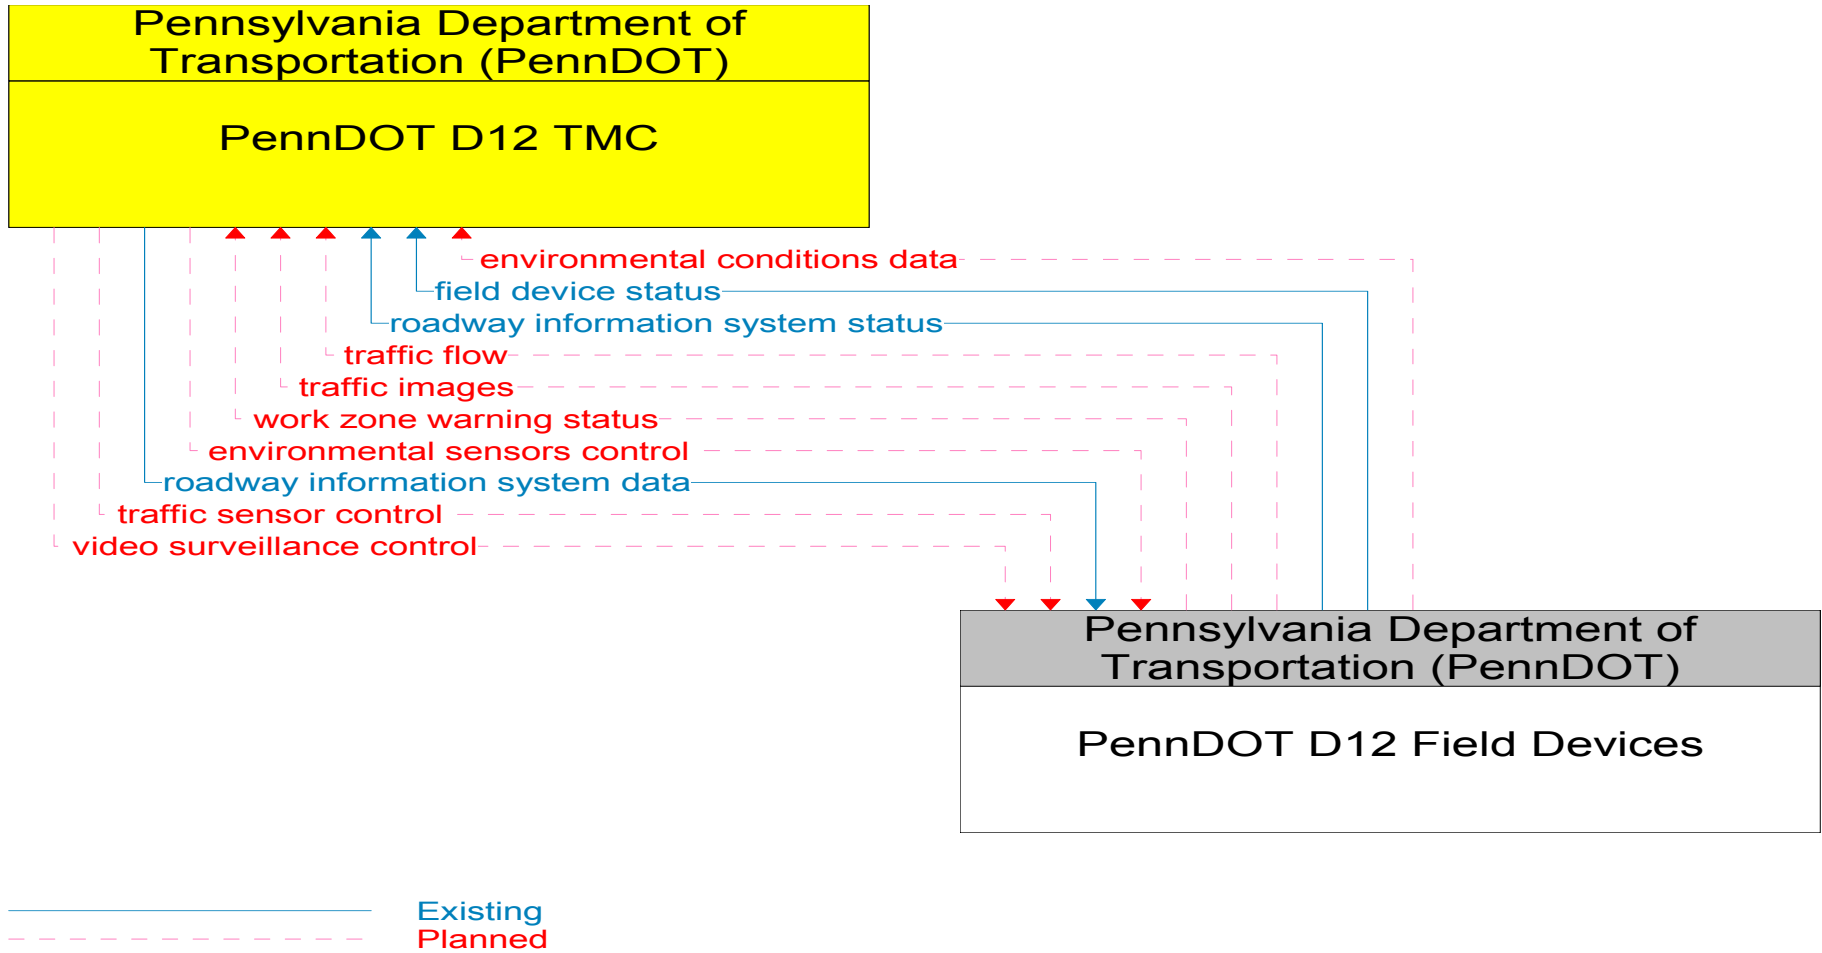 Pennsylvania Department of
Transportation (PennDOT)
PennDOT D12 TMC
environmental conditions data
field device status
roadway information system status
traffic flow
traffic images
work zone warning status
environmental sensors control
roadway information system data
traffic sensor control
video surveillance control
Pennsylvania Department of
Transportation (PennDOT)
PennDOT D12 Field Devices
Existing
Planned